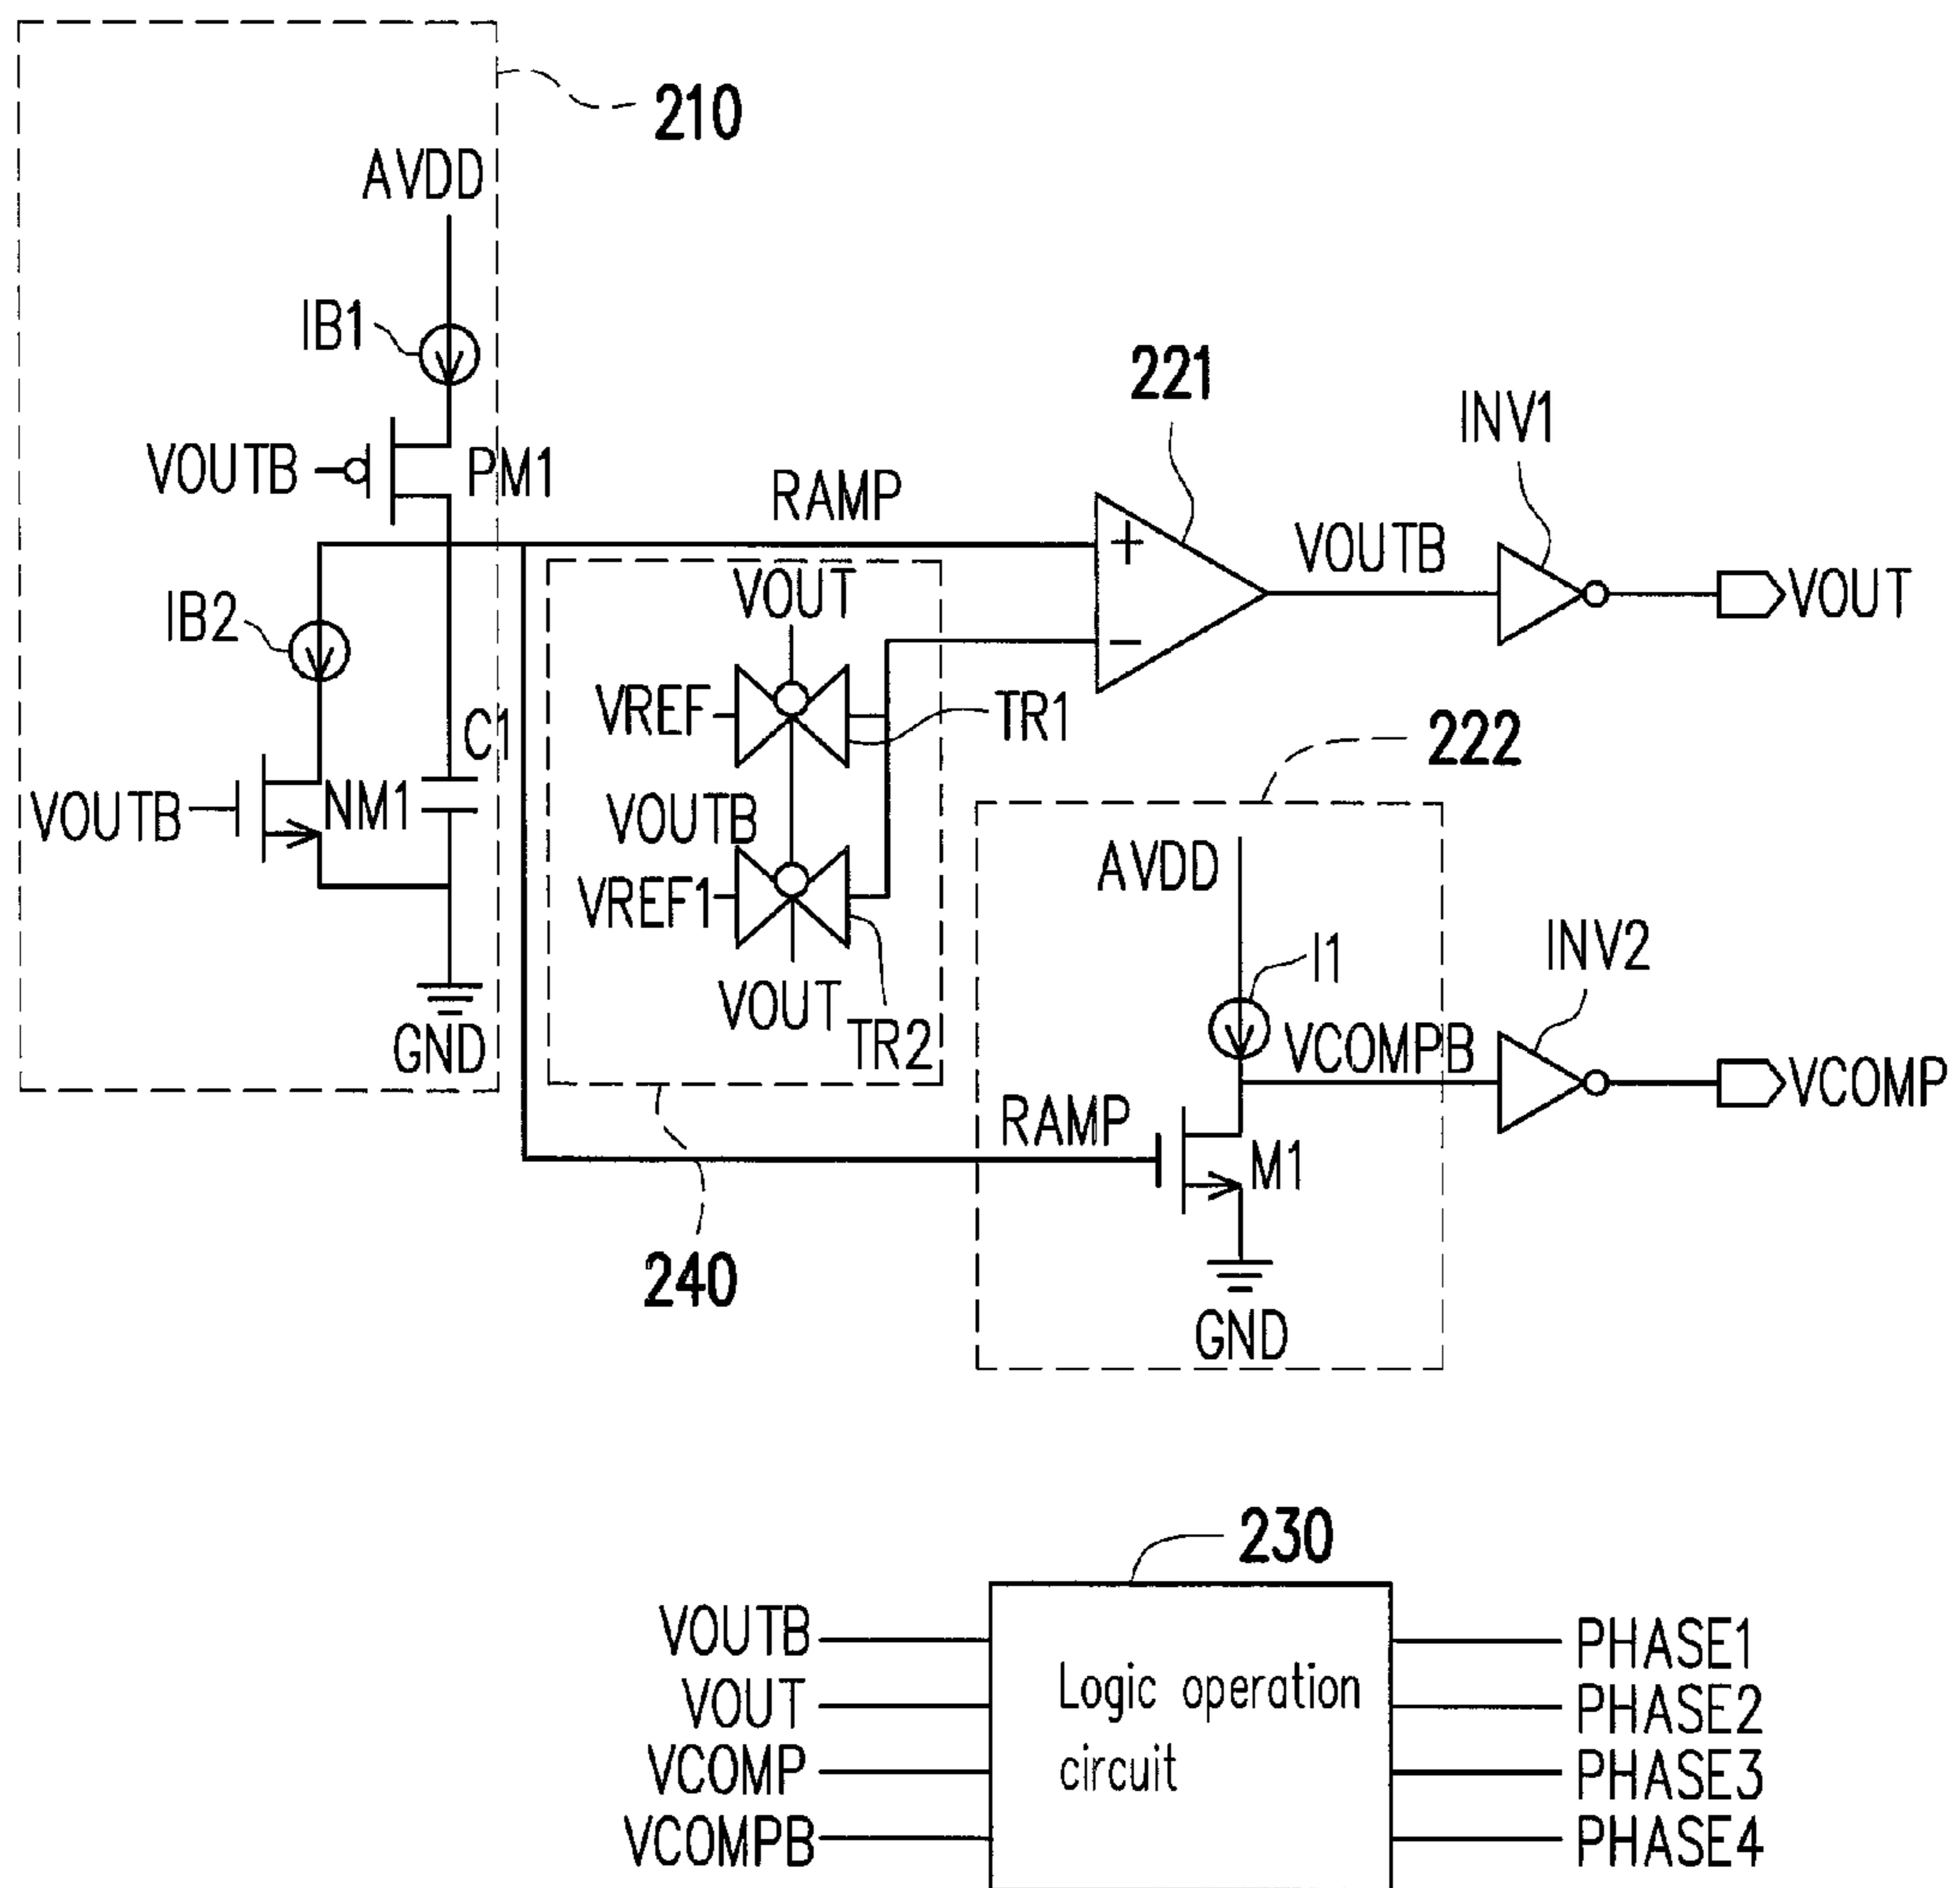 210
AVDD
IB1
221
INV1
VOUTB
PM1
RAMP
VOUTB
VOUT
VOUT
IB2
VREF
TR1
C1
222
VOUTB
NM1
VOUTB
AVDD
VREF1
I1
INV2
VOUT
TR2
GND
VCOMPB
VCOMP
RAMP
M1
240
GND
230
VOUTB
PHASE1
VOUT
Logic operation
PHASE2
VCOMP
circuit
PHASE3
VCOMPB
PHASE4
+
−